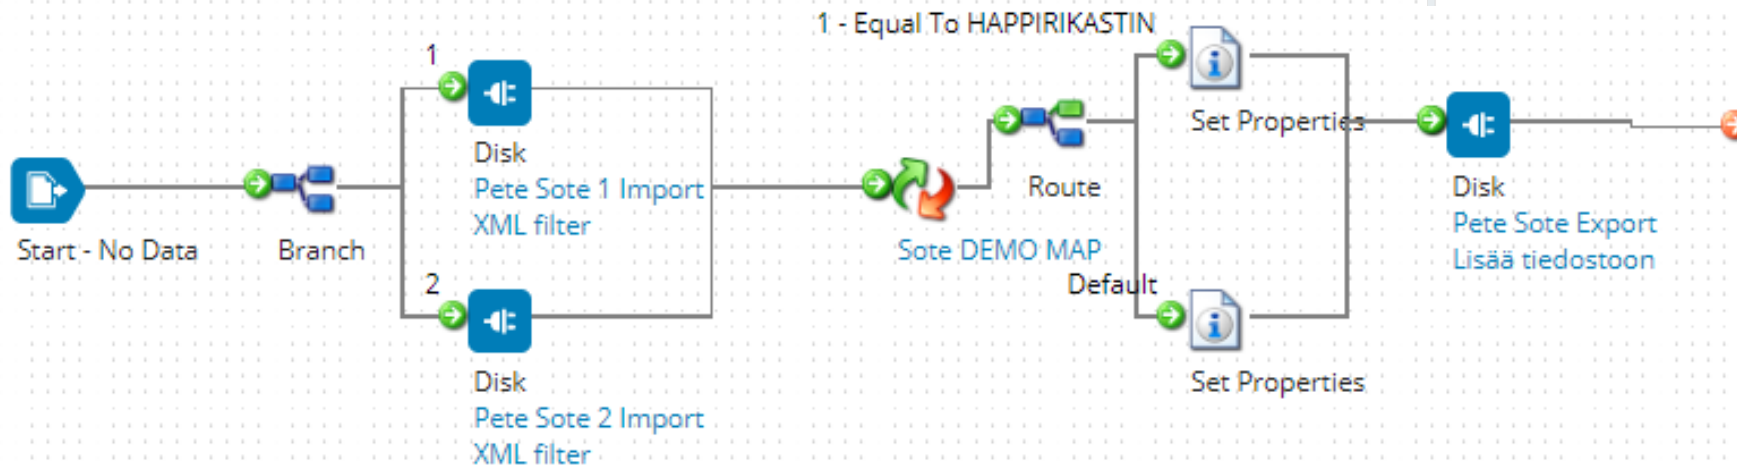 1 - Equal To HAPPIRIKASTIN
1
Disk
Pete Sote 1 Import
XML filter
Set Properties
Route
Disk
Pete Sote Export
Lisää tiedostoon
Start - No Data
Branch
Sote DEMO MAP
2
Default
Disk
Pete Sote 2 Import
XML filter
Set Properties